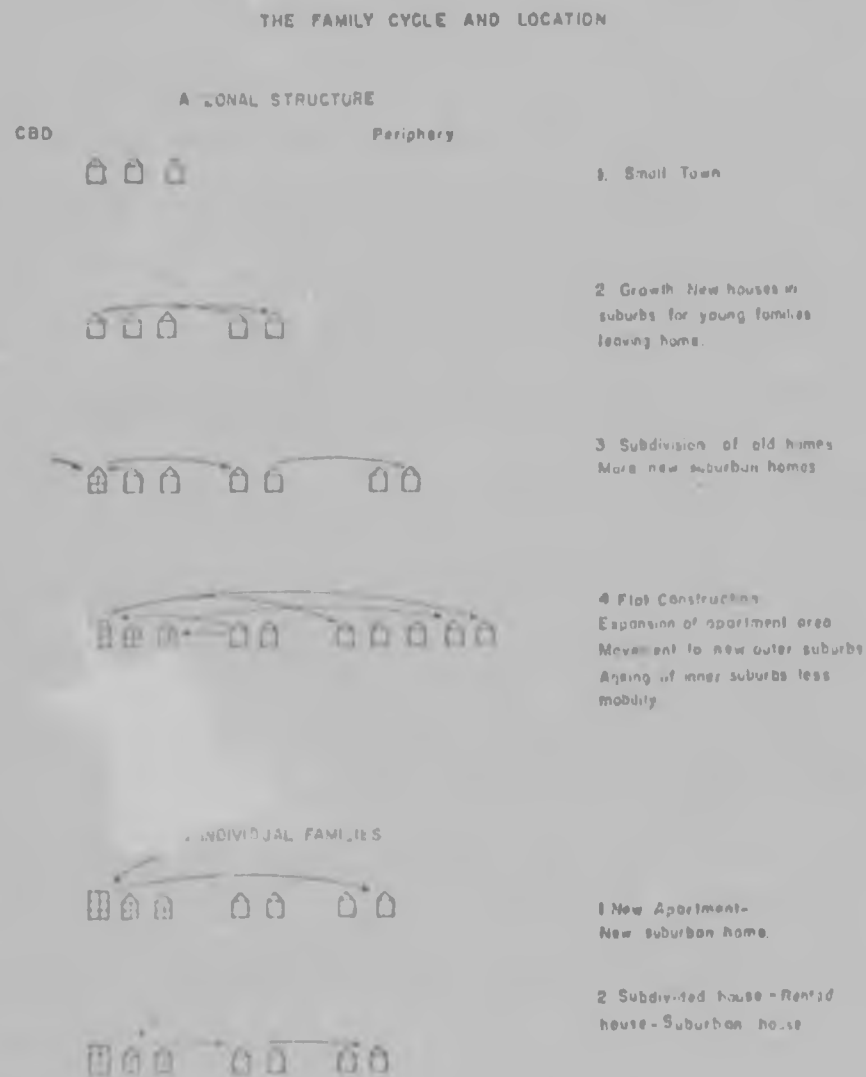 THE FAMILY CYCLE AND LOCATION
A ZONAL STRUCTURE
CBD
Periphery
1. Small Town
2 Growth New houses in
suburbs for young families
leaving home.
3 Subdivision of old homes
More new suburban homes
4 Flat Construction
Expansion of apartment area
Movement to new outer suburbs
Ageing of inner suburbs less
mobility
INDIVIDUAL FAMILIES
1 New Apartment-
New suburban home.
2 Subdivided house - Rented
house - Suburban house